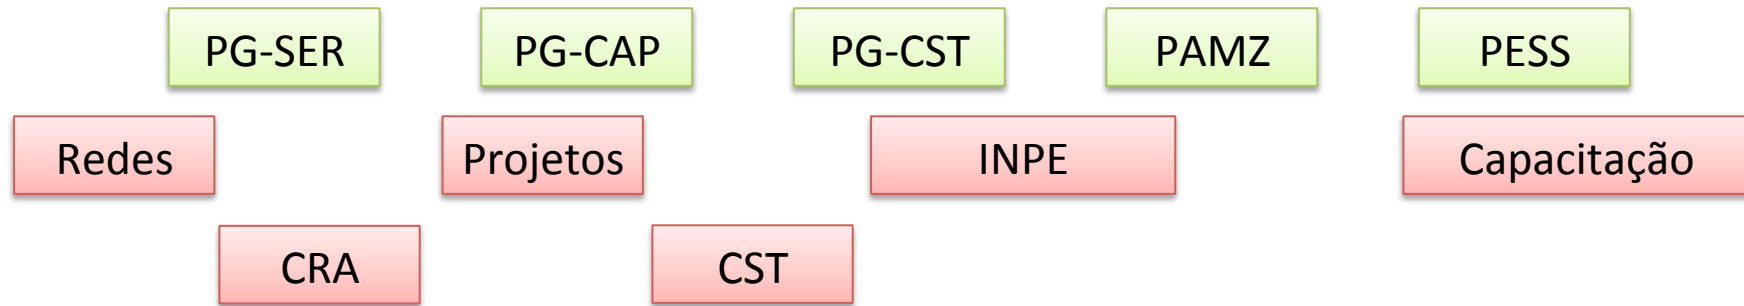 PG-SER PG-CAP PG-CST PAMZ PESS
Redes Projetos INPE Capacitação
CRA CST